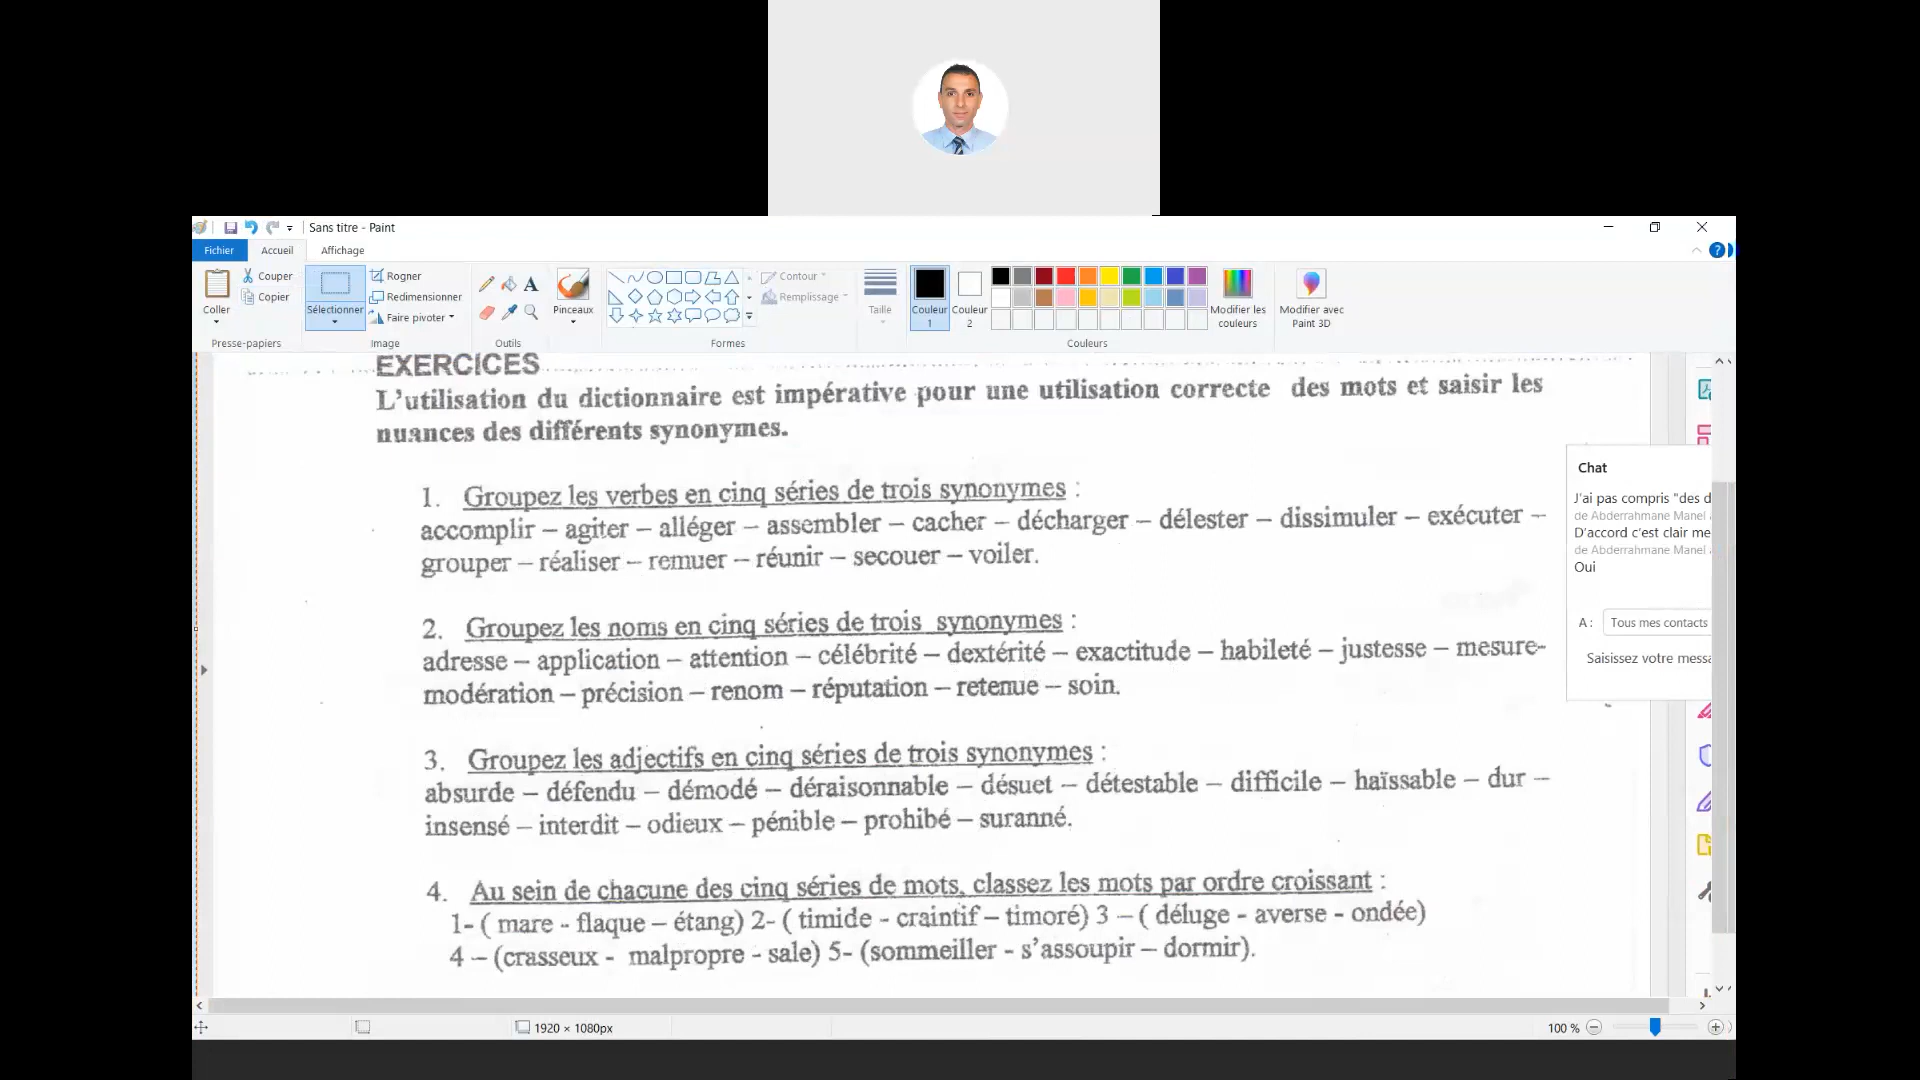 Sans titre - Paint
Fichier Accueil Affichage
Coller
Couper
Copier
Presse-papiers
Sélectionner
Rogner
Redimensionner
Faire pivoter
Image
A
Outils
Pinceaux
Contour
Remplissage
Formes
Taille
Couleur 1
Couleur 2
Modifier les couleurs
Couleurs
Modifier avec Paint 3D
EXERCICES
L'utilisation du dictionnaire est impérative pour une utilisation correcte des mots et saisir les
nuances des différents synonymes.
1. Groupez les verbes en cinq séries de trois synonymes :
accomplir – agiter – alléger – assembler – cacher – décharger – délester – dissimuler – exécuter –
grouper – réaliser – remuer – réunir – secouer – voiler.
2. Groupez les noms en cinq séries de trois synonymes :
adresse – application – attention – célébrité – dextérité – exactitude – habileté – justesse – mesure-
modération – précision – renom – réputation – retenue – soin.
3. Groupez les adjectifs en cinq séries de trois synonymes :
absurde – défendu – démodé – déraisonnable – désuet – détestable – difficile – haïssable – dur –
insensé – interdit – odieux – pénible – prohibé – suranné.
4. Au sein de chacune des cinq séries de mots, classez les mots par ordre croissant :
1- ( mare - flaque – étang) 2- ( timide - craintif – timoré) 3 – ( déluge - averse - ondée)
4 – (crasseux - malpropre - sale) 5- (sommeiller - s'assoupir – dormir).
Chat
J'ai pas compris "des d
de Abderrahmane Manel
D'accord c'est clair me
de Abderrahmane Manel
Oui
A : Tous mes contacts
Saisissez votre messa
1920 × 1080px
100 %